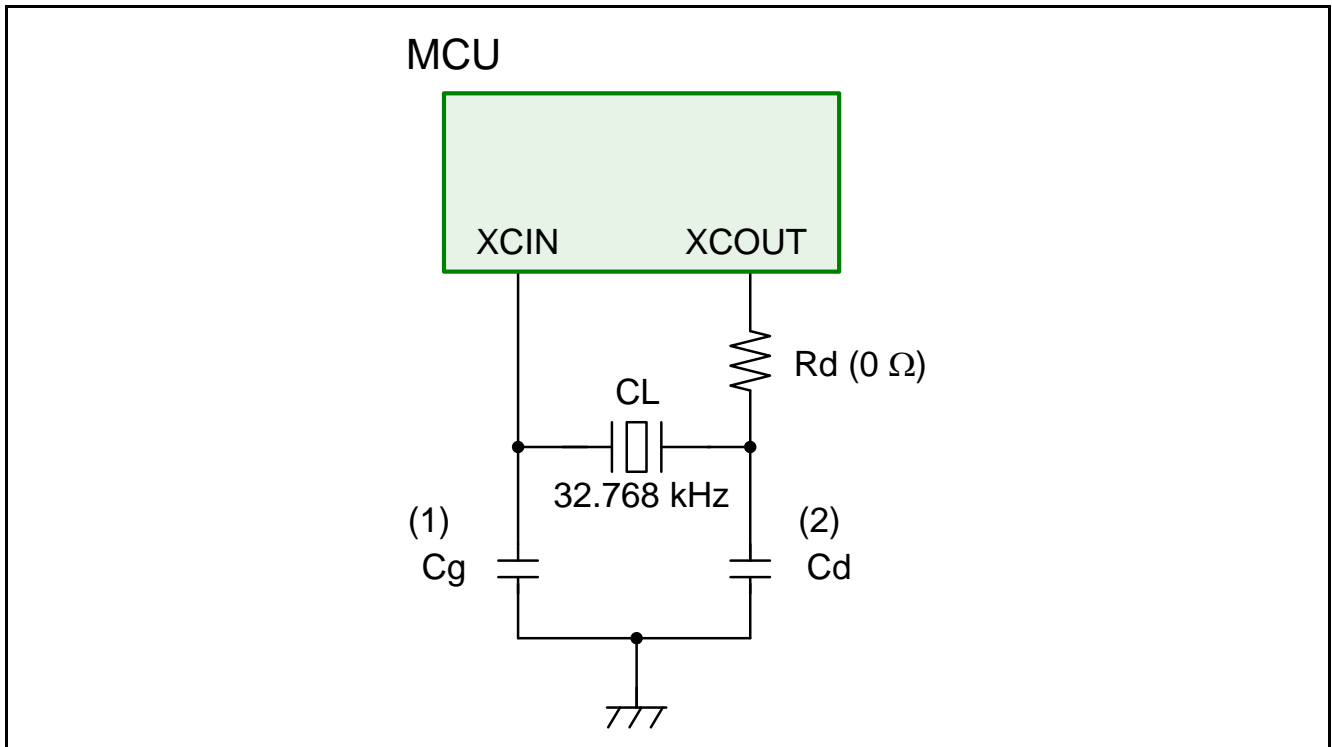 MCU
XCIN XCOUT
Rd (0 Ω)
CL
32.768 kHz
(1) (2)
Cg Cd